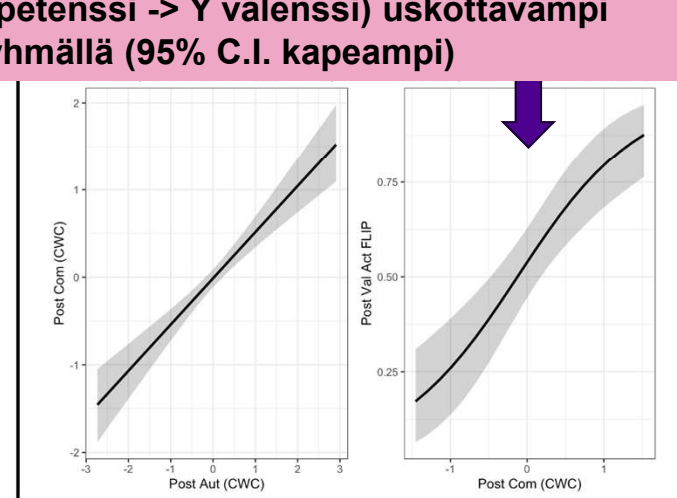 petenssi -> Y valenssi) uskottavampi
yhmällä (95% C.I. kapeampi)
2
1
0
-1
-2
Post Com (CWC)
-3 -2 -1 0 1 2 3
Post Aut (CWC)
0.75
0.50
0.25
Post Val Act FLIP
-1 0 1
Post Com (CWC)